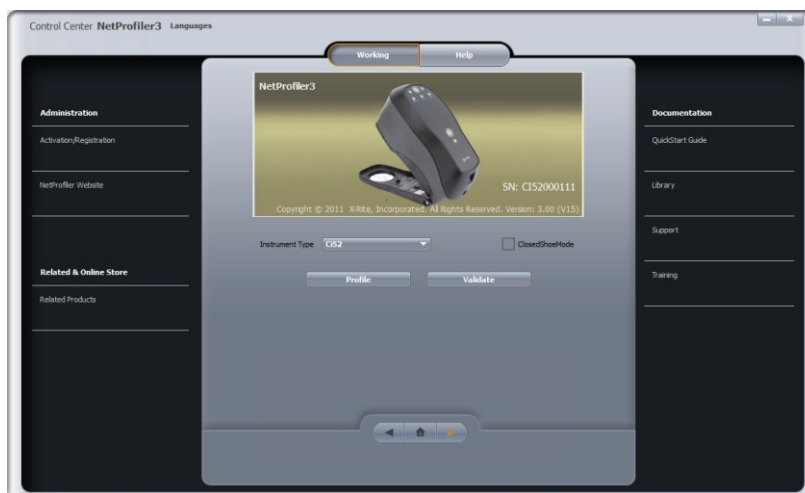 Control Center NetProfiler3 Languages
Working Help
Administration
Activation/Registration
NetProfiler Website
Related & Online Store
Related Products
NetProfiler3
SN: CI52000111
Copyright © 2011 X-Rite, Incorporated. All Rights Reserved. Version: 3.00 (V15)
Instrument Type Ci52 ClosedShoeMode
Profile Validate
Documentation
QuickStart Guide
Library
Support
Training